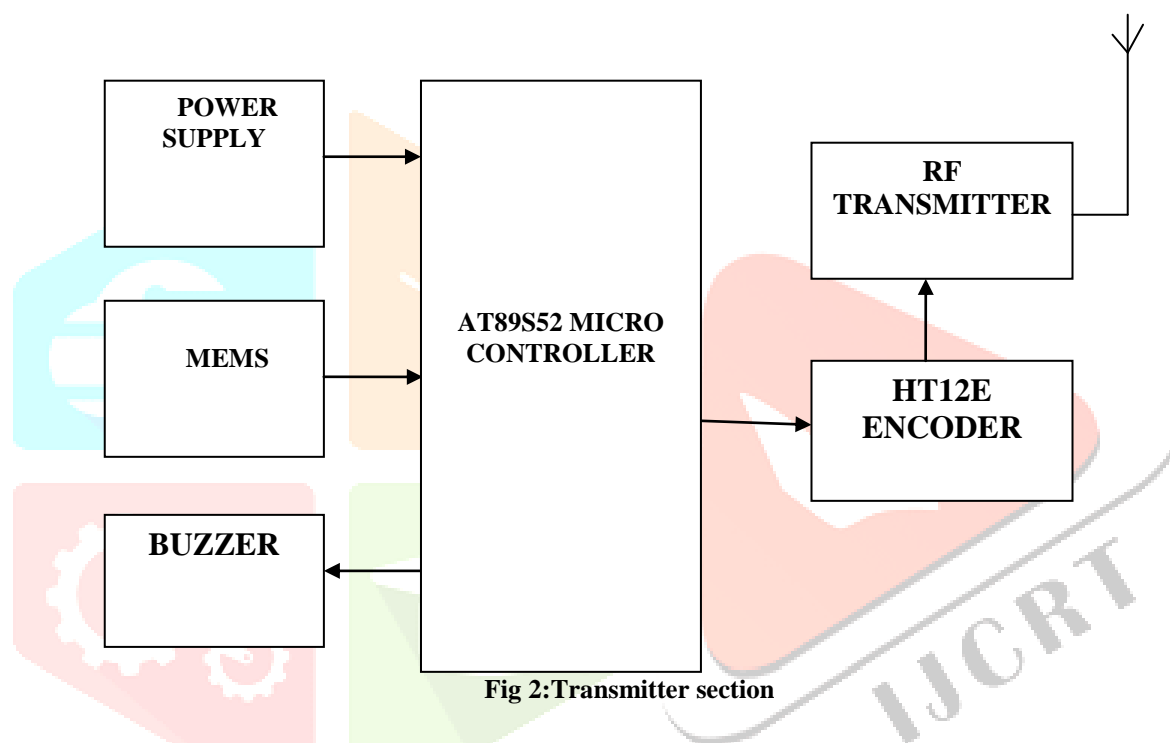 POWER
SUPPLY
MEMS
BUZZER
AT89S52 MICRO
CONTROLLER
RF
TRANSMITTER
HT12E
ENCODER
Fig 2:Transmitter section
IJCRT